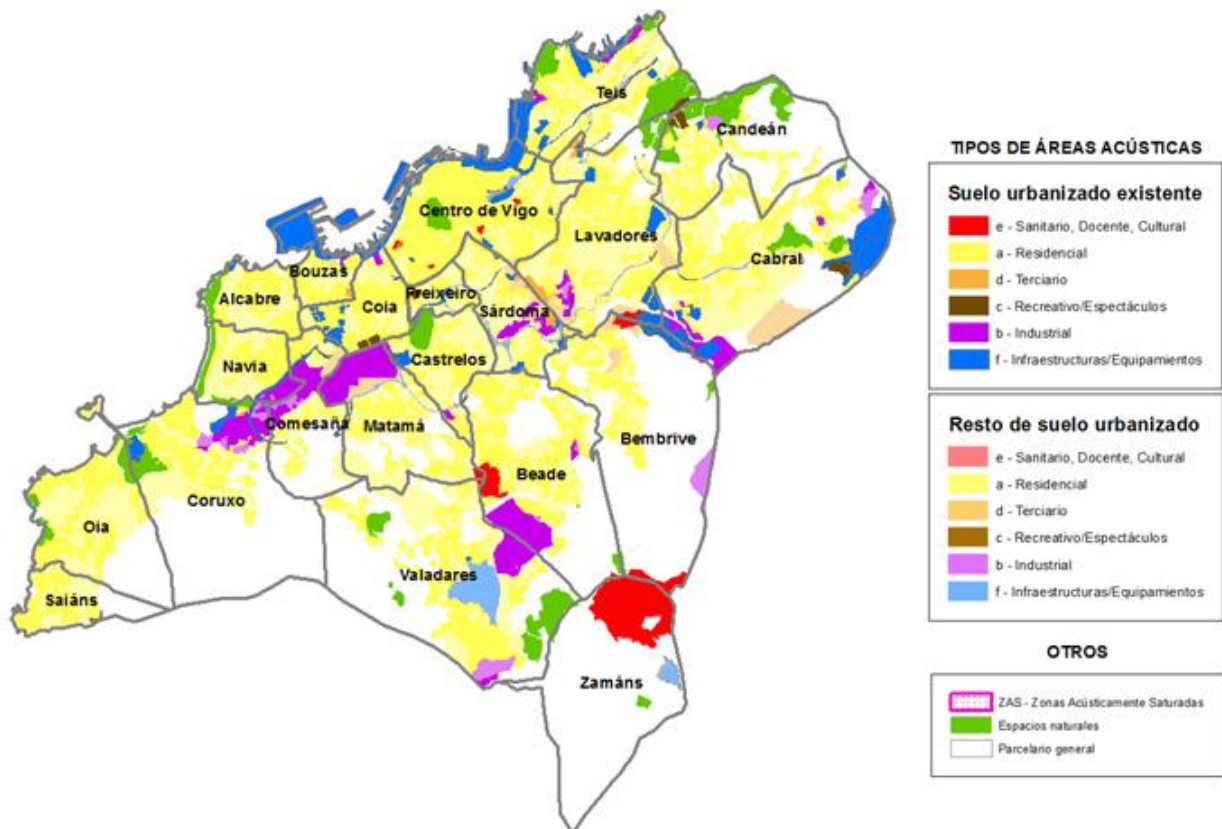 Teis
Candeán
Centro de Vigo
Lavadores
Cabral
Bouzas
Alcabre
Coia
Freixeiro
Sárdoma
Navia
Castrelos
Comesaña
Matamá
Bembrive
Beade
Coruxo
Oia
Valadares
Saiáns
Zamáns
TIPOS DE ÁREAS ACÚSTICAS
Suelo urbanizado existente
e - Sanitario, Docente, Cultural
a - Residencial
d - Terciario
c - Recreativo/Espectáculos
b - Industrial
f - Infraestructuras/Equipamientos
Resto de suelo urbanizado
e - Sanitario, Docente, Cultural
a - Residencial
d - Terciario
c - Recreativo/Espectáculos
b - Industrial
f - Infraestructuras/Equipamientos
OTROS
ZAS - Zonas Acústicamente Saturadas
Espacios naturales
Parcelario general